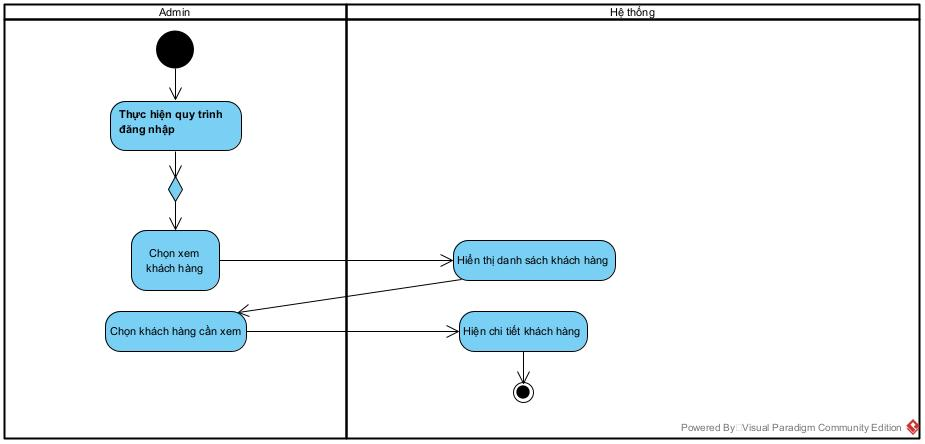 Admin
Hệ thống
Thực hiện quy trình
đăng nhập
Chọn xem
khách hàng
Hiển thị danh sách khách hàng
Chọn khách hàng cần xem
Hiện chi tiết khách hàng
Powered By Visual Paradigm Community Edition